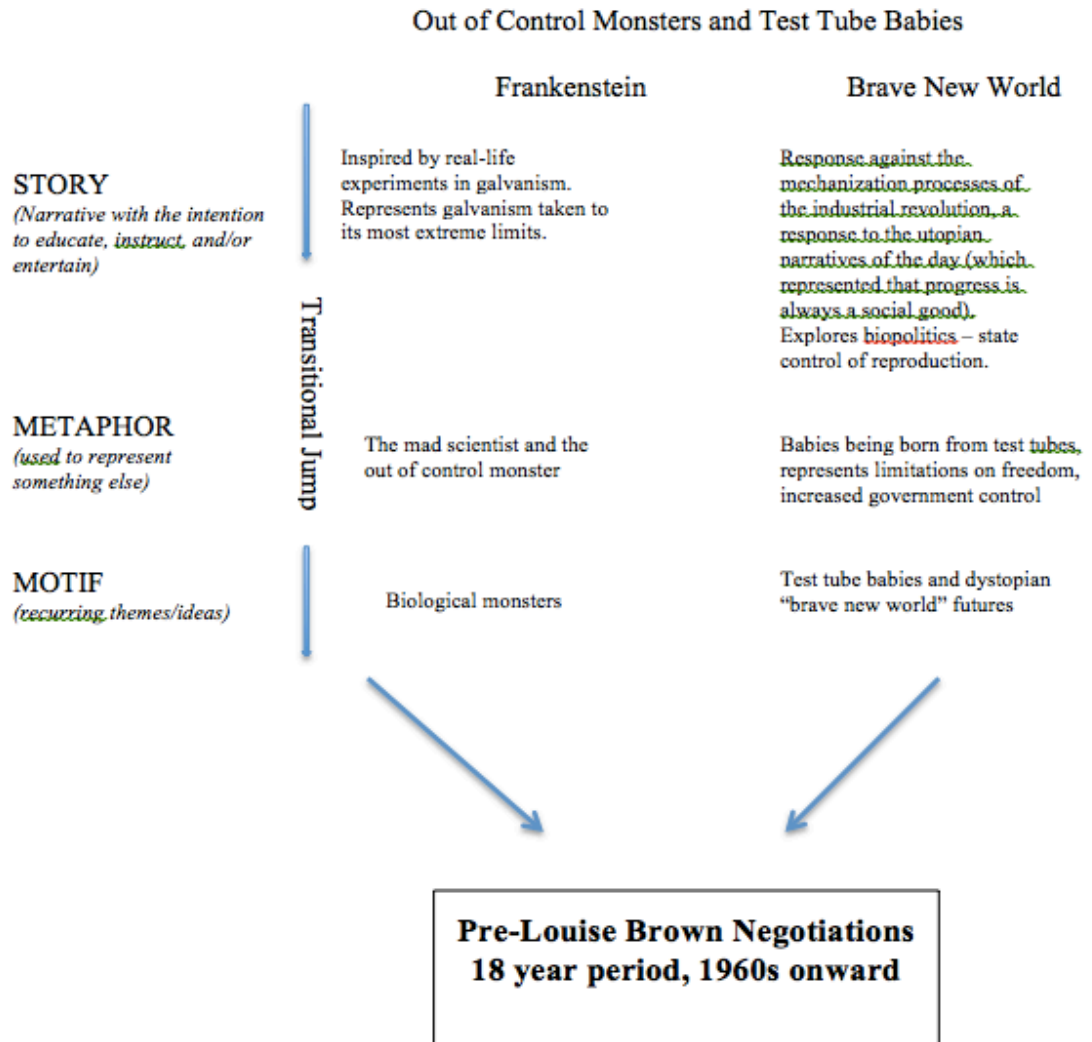 Out of Control Monsters and Test Tube Babies
Frankenstein
Brave New World
STORY
(Narrative with the intention
to educate, instruct, and/or
entertain)
Inspired by real-life
experiments in galvanism.
Represents galvanism taken to
its most extreme limits.
Response against the
mechanization processes of
the industrial revolution, a
response to the utopian
narratives of the day (which
represented that progress is
always a social good).
Explores biopolitics – state
control of reproduction.
Transitional Jump
METAPHOR
(used to represent
something else)
The mad scientist and the
out of control monster
Babies being born from test tubes,
represents limitations on freedom,
increased government control
MOTIF
(recurring themes/ideas)
Biological monsters
Test tube babies and dystopian
“brave new world” futures
Pre-Louise Brown Negotiations
18 year period, 1960s onward